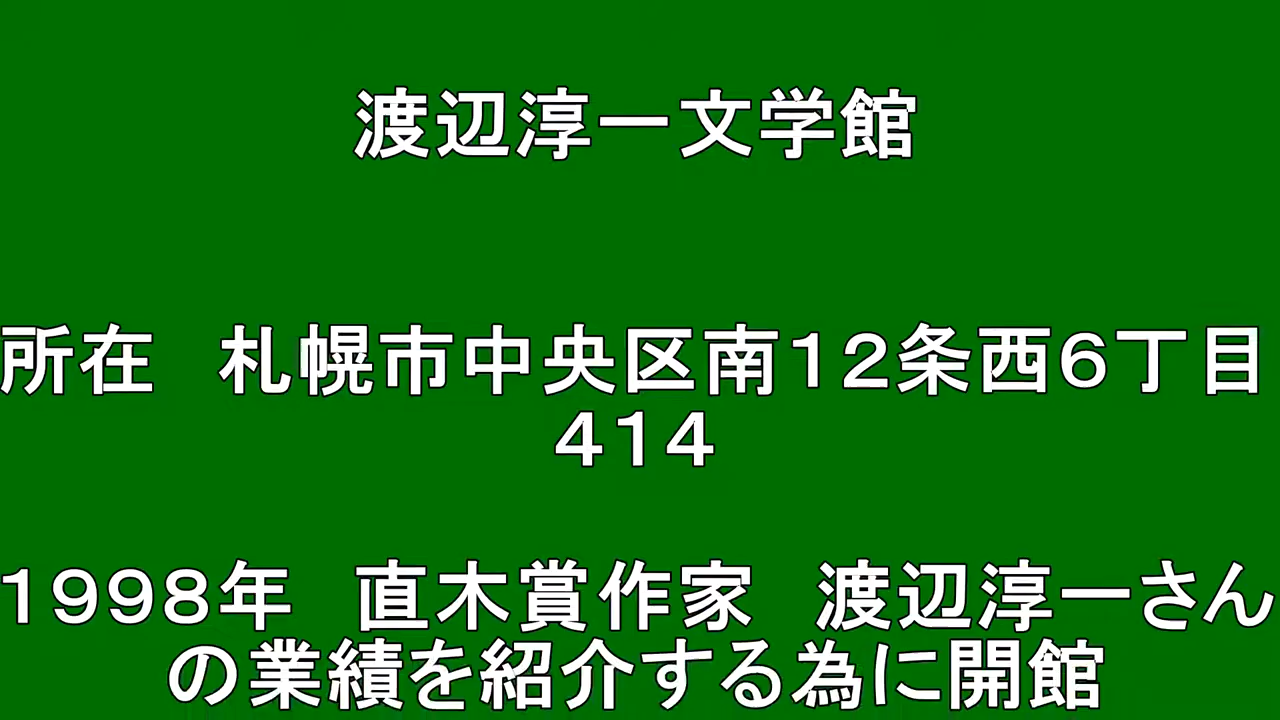 渡辺淳一文学館
所在　札幌市中央区南１２条西６丁目
４１４
１９９８年　直木賞作家　渡辺淳一さん
の業績を紹介する為に開館